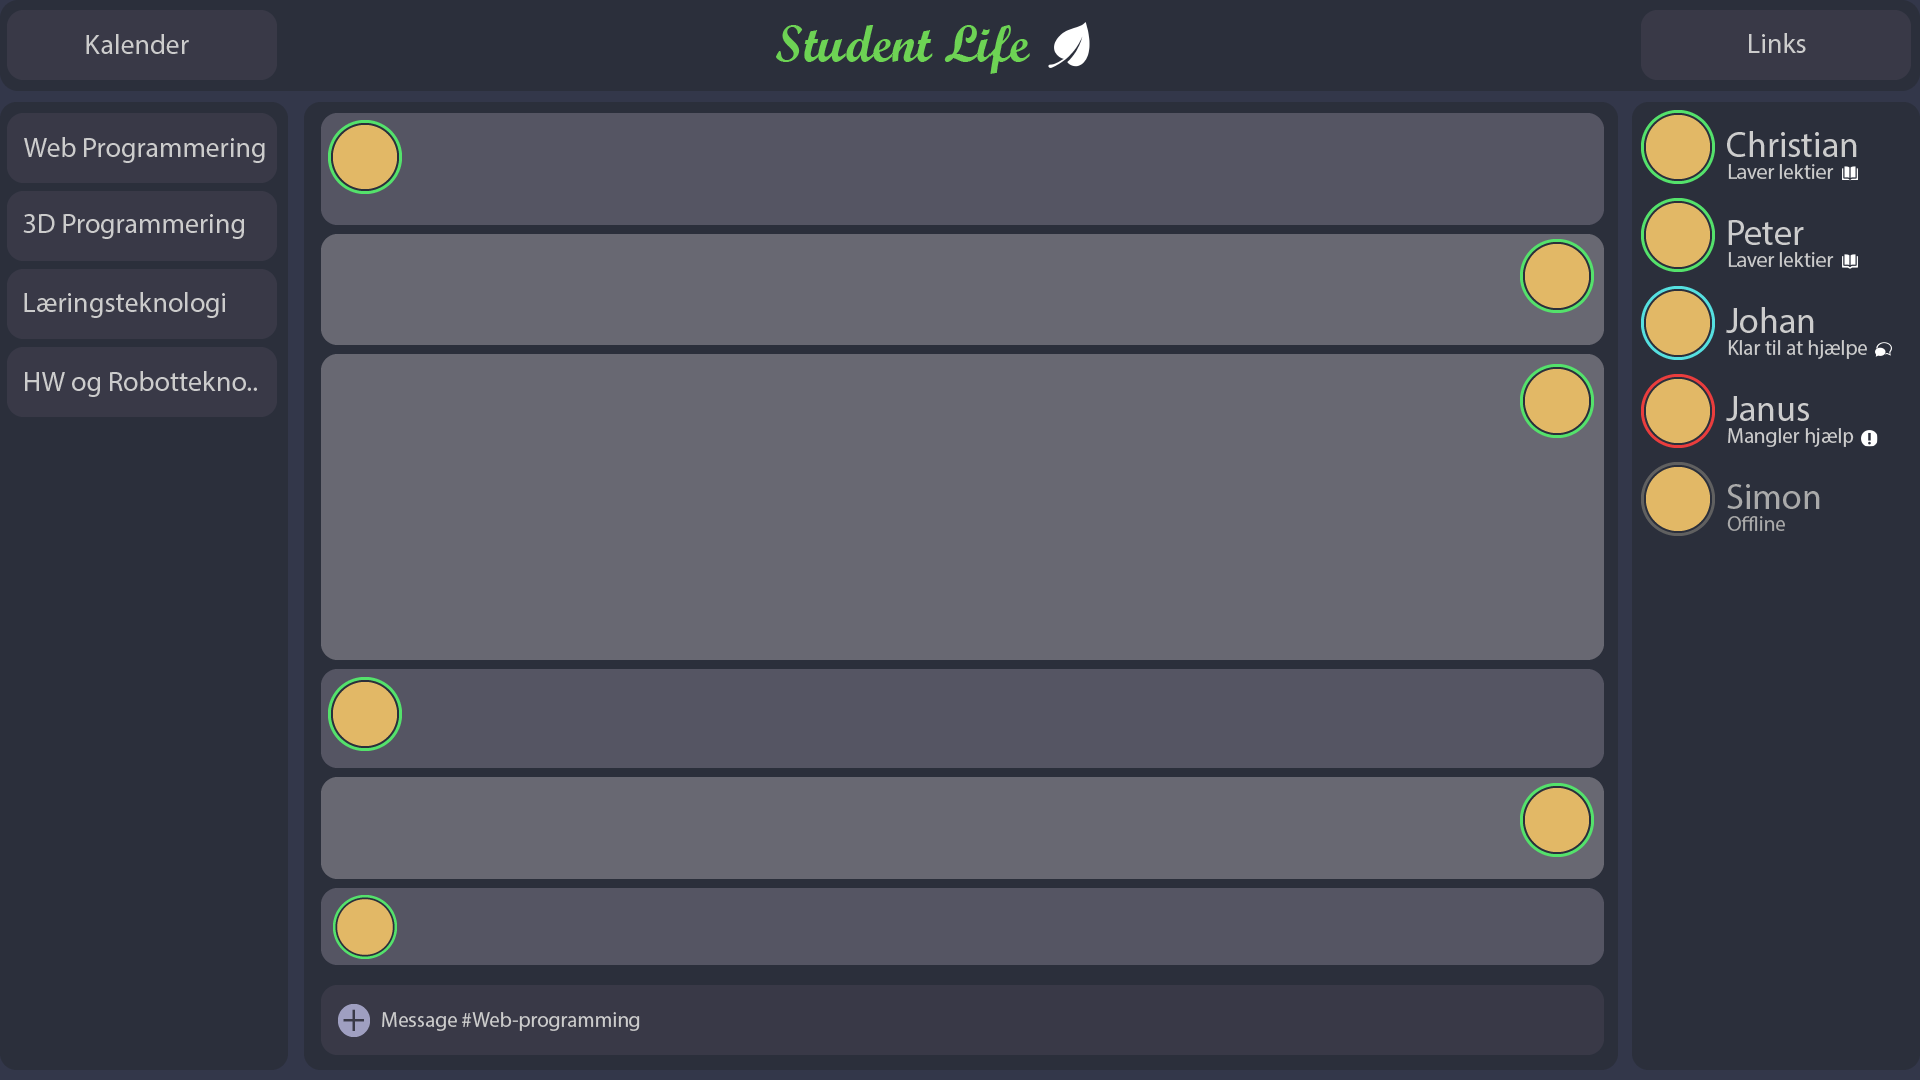 Kalender
Student Life
Links
Web Programmering
3D Programmering
Læringsteknologi
HW og Robottekno..
Message #Web-programming
Christian
Laver lektier
Peter
Laver lektier
Johan
Klar til at hjælpe
Janus
Mangler hjælp
Simon
Offline